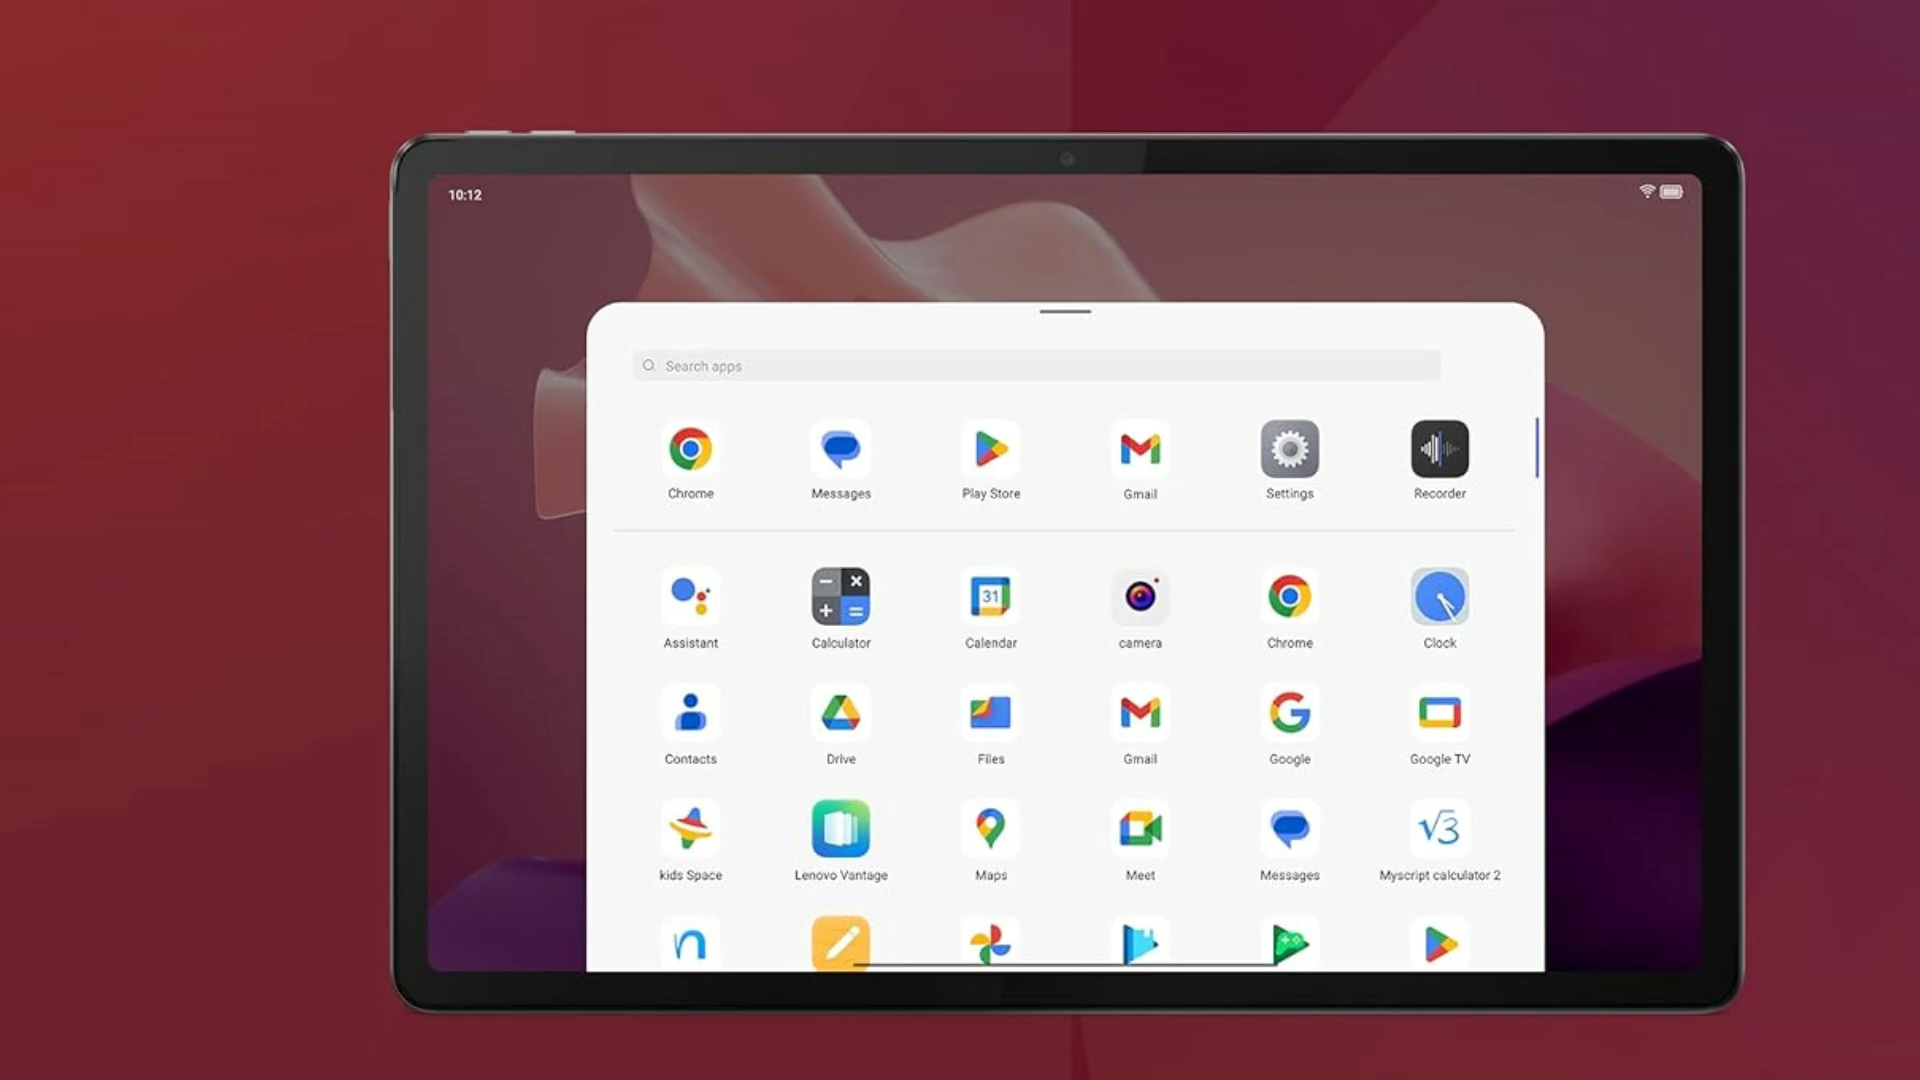 10:12
Search apps
Chrome Messages Play Store Gmail Settings Recorder
31
Assistant Calculator Calendar camera Chrome Clock
Contacts Drive Files Gmail Google Google TV
√3
kids Space Lenovo Vantage Maps Meet Messages Myscript calculator 2
n